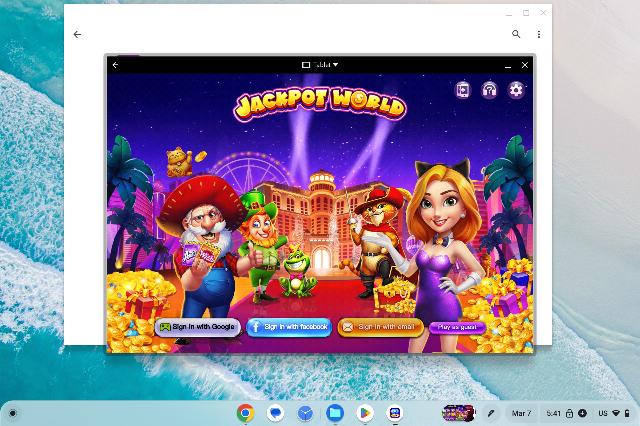 Tablet
JACKPOT WORLD
Sign in with Google
Sign in with facebook
Sign in with email
Play as guest
Mar 7
5:41
US